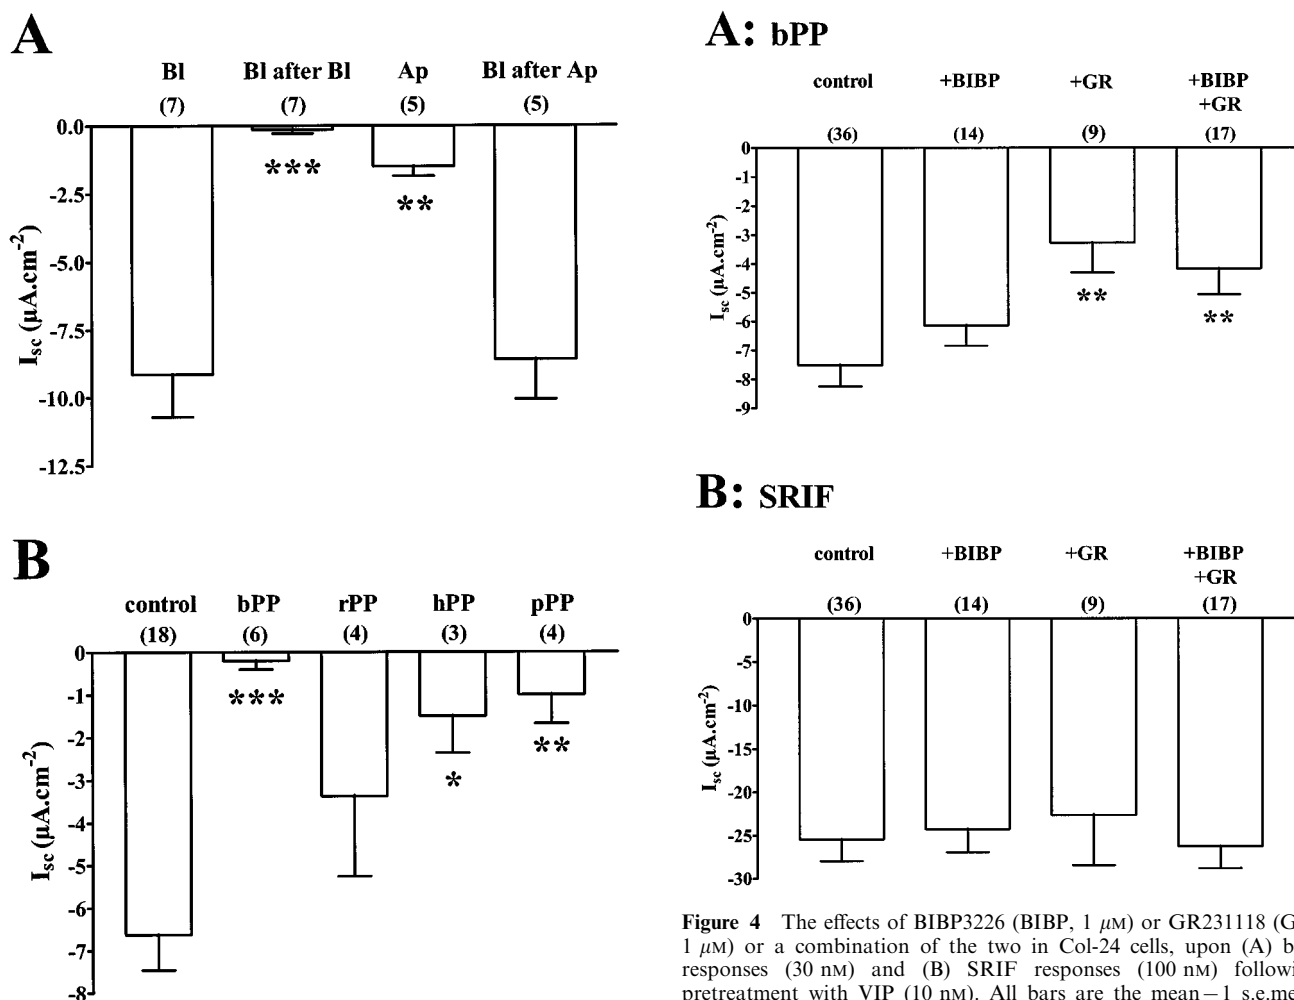 A
Bl Bl after Bl Ap Bl after Ap
(7) (7) (5) (5)
0.0
***
**
-2.5
-5.0
-7.5
-10.0
-12.5
Isc (µA.cm-2)
B
control bPP rPP hPP pPP
(18) (6) (4) (3) (4)
0
***
*
**
-1
-2
-3
-4
-5
-6
-7
-8
Isc (µA.cm-2)
A: bPP
control +BIBP +GR +BIBP
+GR
(36) (14) (9) (17)
0
-1
-2
-3
-4
-5
-6
-7
-8
-9
**
**
Isc (µA.cm-2)
B: SRIF
control +BIBP +GR +BIBP
+GR
(36) (14) (9) (17)
0
-5
-10
-15
-20
-25
-30
Isc (µA.cm-2)
Figure 4 The effects of BIBP3226 (BIBP, 1 µM) or GR231118 (G
1 µM) or a combination of the two in Col-24 cells, upon (A) b
responses (30 nM) and (B) SRIF responses (100 nM) followi
pretreatment with VIP (10 nM). All bars are the mean−1 s.e.me